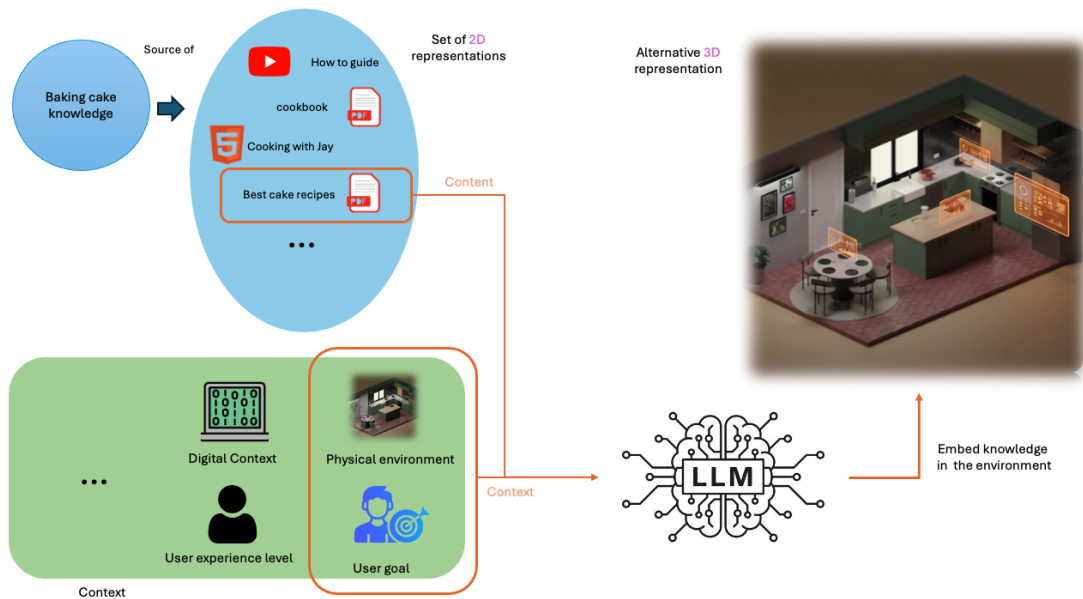 Source of
Baking cake
knowledge
How to guide
cookbook
PDF
5
Cooking with Jay
Best cake recipes
PDF
...
Set of 2D
representations
Alternative 3D
representation
Content
...
Digital Context
Physical environment
User experience level
User goal
Context
Context
LLM
Embed knowledge
in the environment